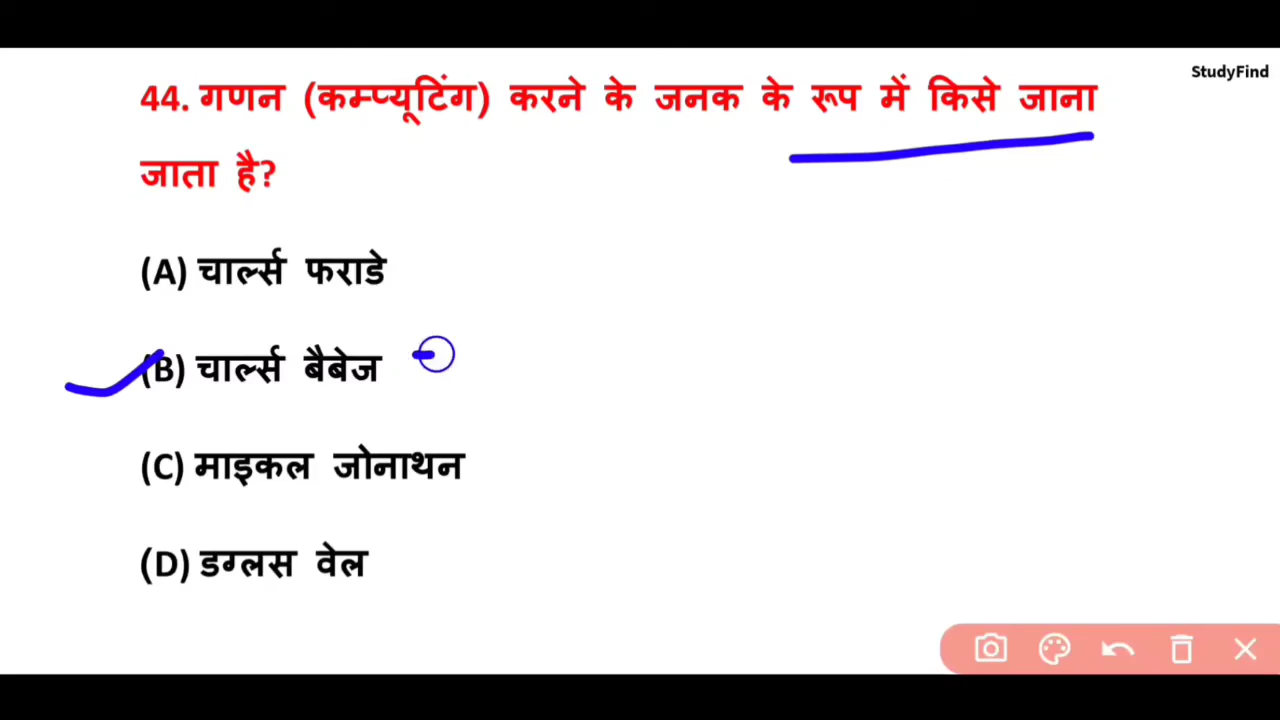 StudyFind
44. गणन (कम्प्यूटिंग) करने के जनक के रूप में किसे जाना
जाता है?
(A) चार्ल्स फराडे
(B) चार्ल्स बैबेज
(C) माइकल जोनाथन
(D) डग्लस वेल